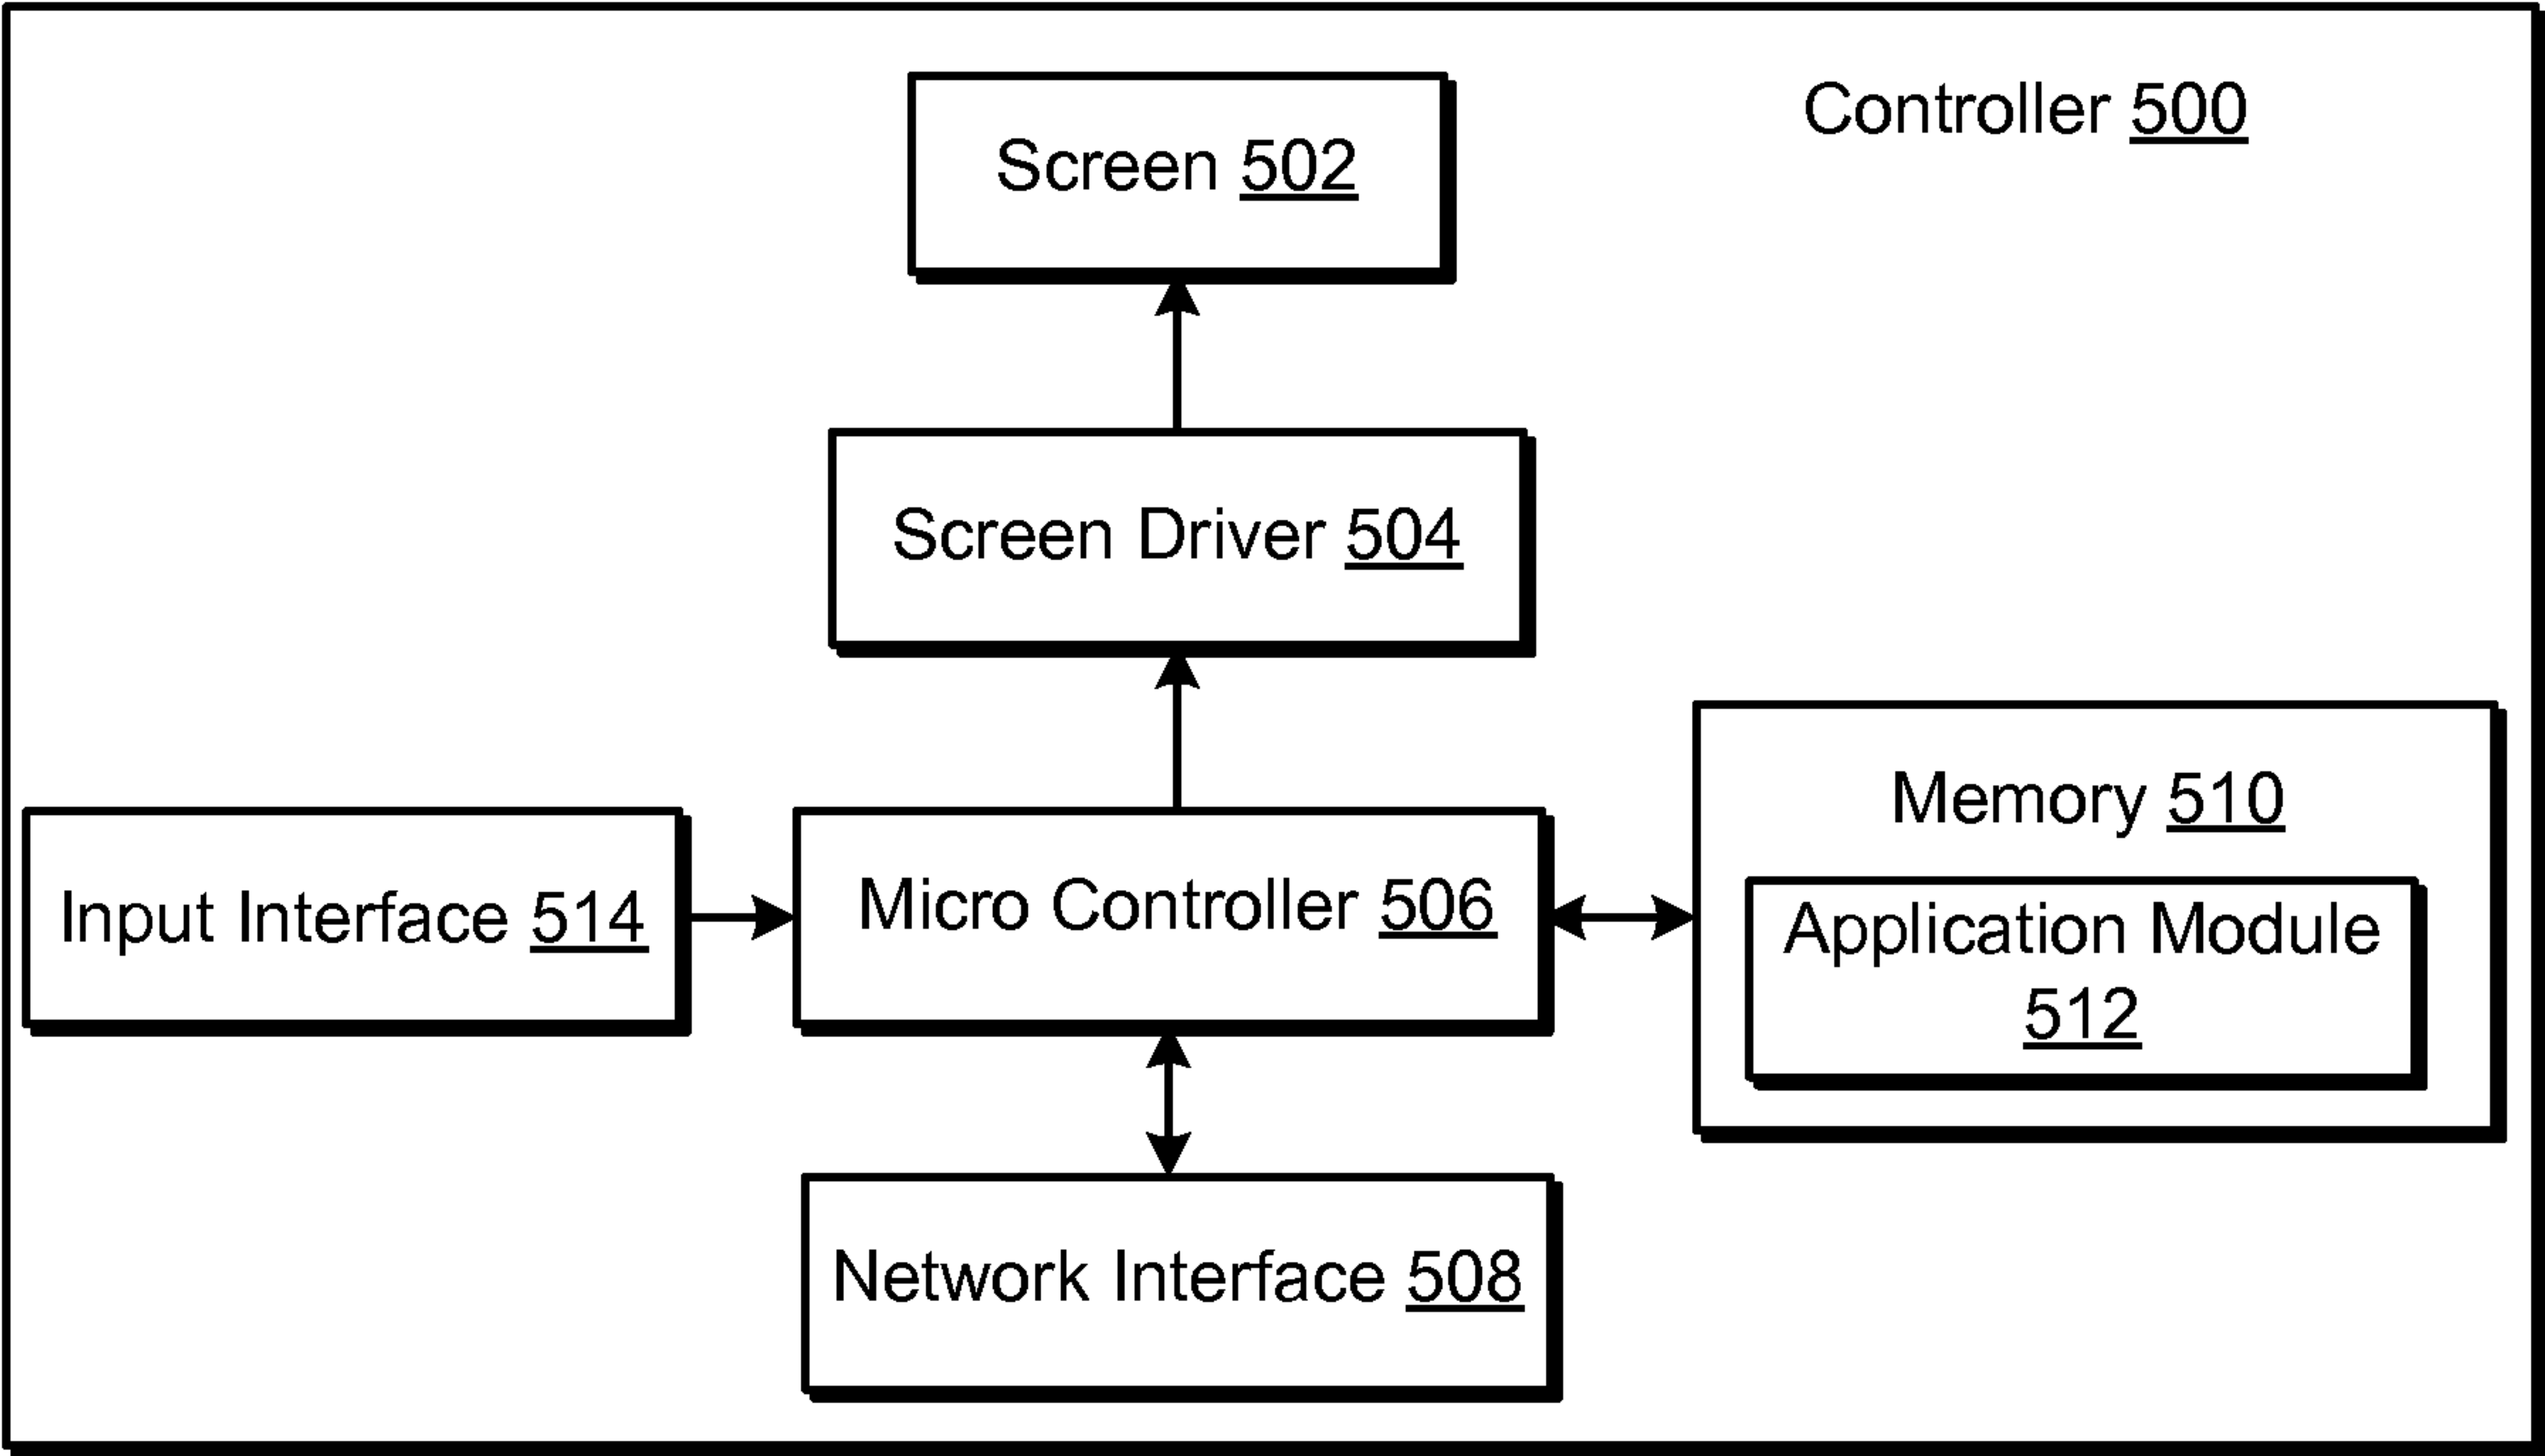 Controller 500
Screen 502
Screen Driver 504
Memory 510
Input Interface 514
Micro Controller 506
Application Module
512
Network Interface 508